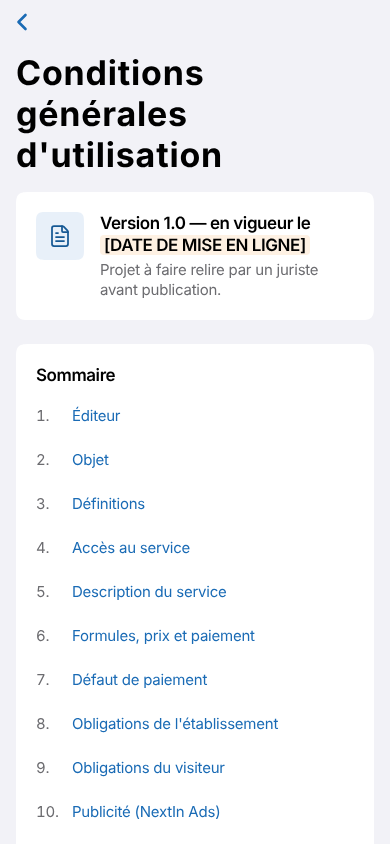 Conditions
générales
d'utilisation
Version 1.0 — en vigueur le
[DATE DE MISE EN LIGNE]
Projet à faire relire par un juriste
avant publication.
Sommaire
1. Éditeur
2. Objet
3. Définitions
4. Accès au service
5. Description du service
6. Formules, prix et paiement
7. Défaut de paiement
8. Obligations de l'établissement
9. Obligations du visiteur
10. Publicité (NextIn Ads)